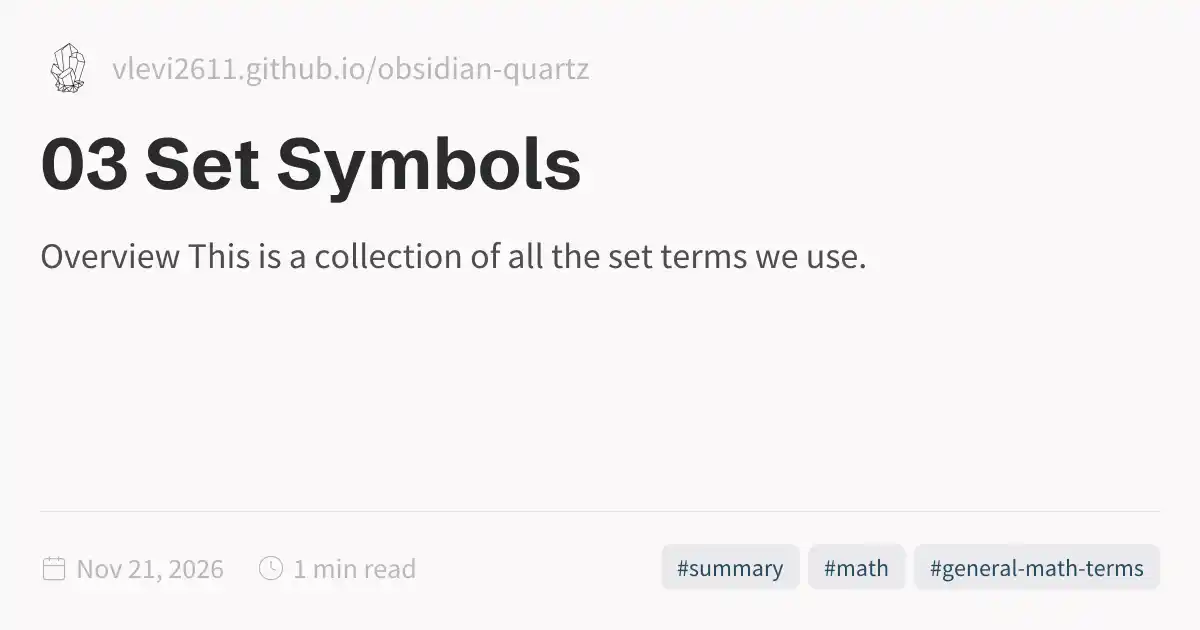 vlevi2611.github.io/obsidian-quartz
03 Set Symbols
Overview This is a collection of all the set terms we use.
Nov 21, 2026 1 min read #summary #math #general-math-terms